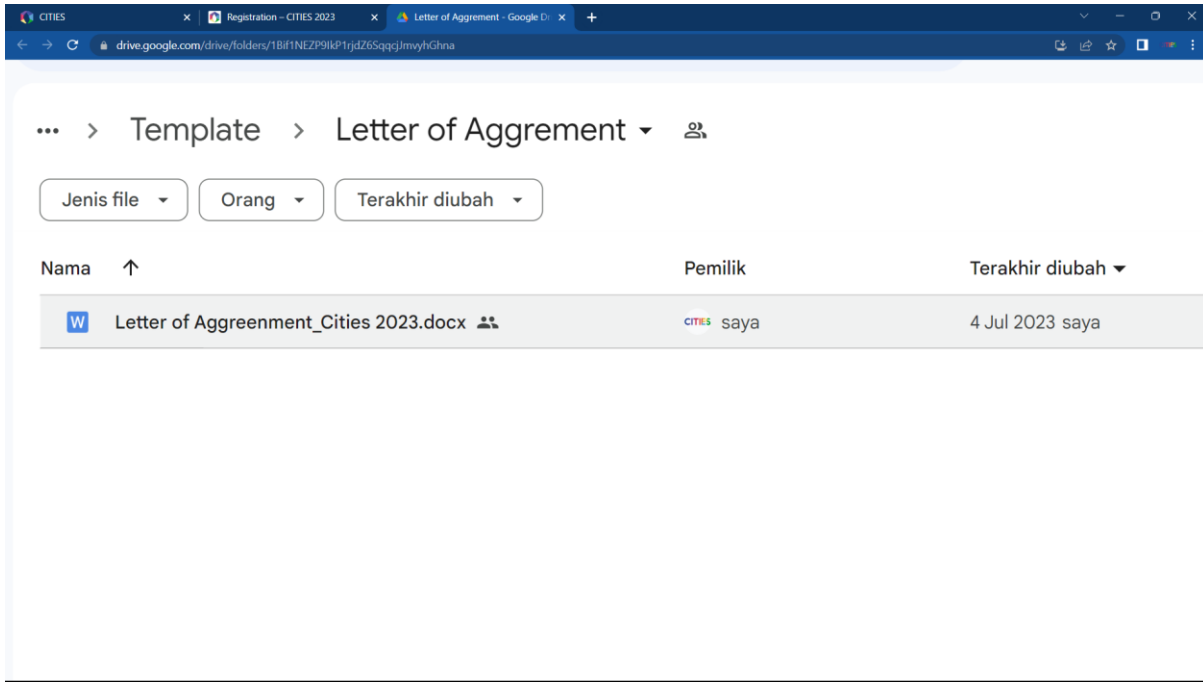 CITIES
Registration – CITIES 2023
Letter of Aggrement - Google Dr
drive.google.com/drive/folders/1Bif1NEZP9IkP1rjdZ6SqqcjJmvyhGhna
Template > Letter of Aggrement
Jenis file Orang Terakhir diubah
Nama Pemilik Terakhir diubah
W Letter of Aggreenment_Cities 2023.docx CITIES saya 4 Jul 2023 saya